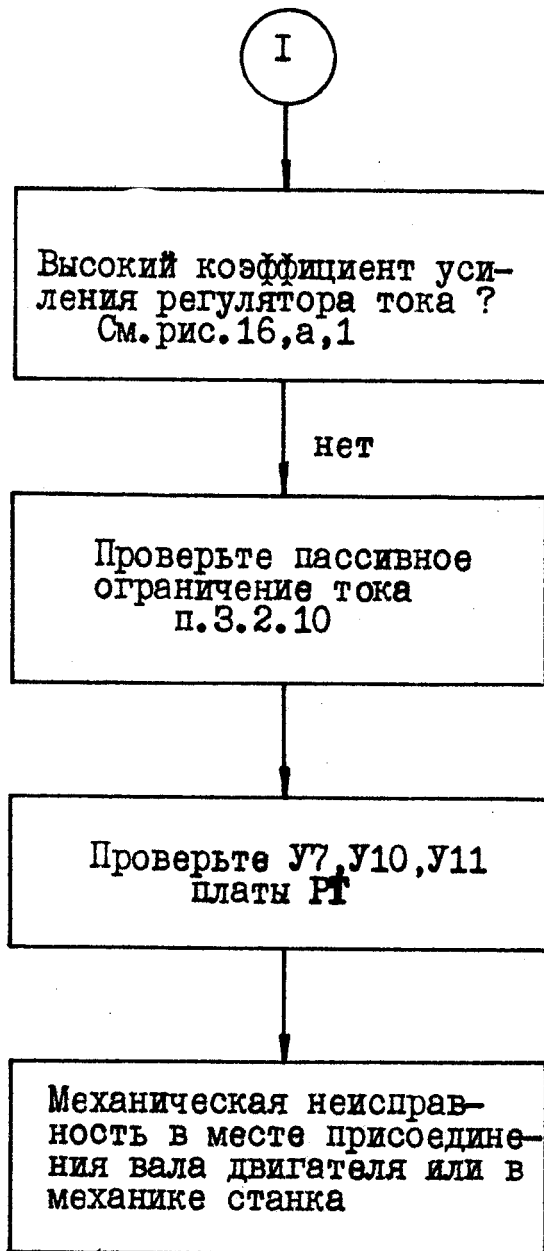 I
Высокий коэффициент уси-
ления регулятора тока ?
См.рис.16,а,1
нет
Проверьте пассивное
ограничение тока
п.3.2.10
Проверьте У7,У10,У11
платы РТ
Механическая неисправ-
ность в месте присоедине-
ния вала двигателя или в
механике станка